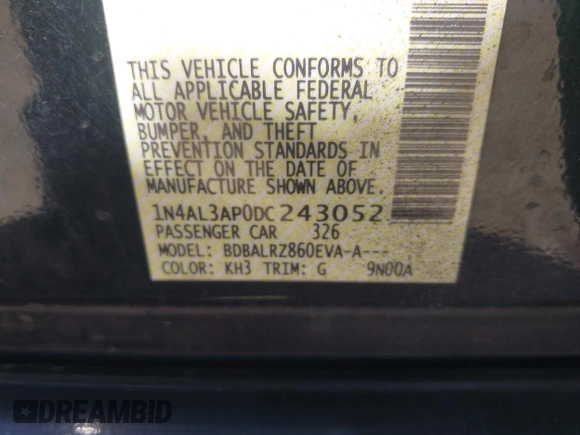 THIS VEHICLE CONFORMS TO
ALL APPLICABLE FEDERAL
MOTOR VEHICLE SAFETY,
BUMPER, AND THEFT
PREVENTION STANDARDS IN
EFFECT ON THE DATE OF
MANUFACTURE SHOWN ABOVE.
1N4AL3AP0DC243052
PASSENGER CAR 326
MODEL: BDBALRZ860EVA-A---
COLOR: KH3 TRIM: G 9N00A
DREAMBID